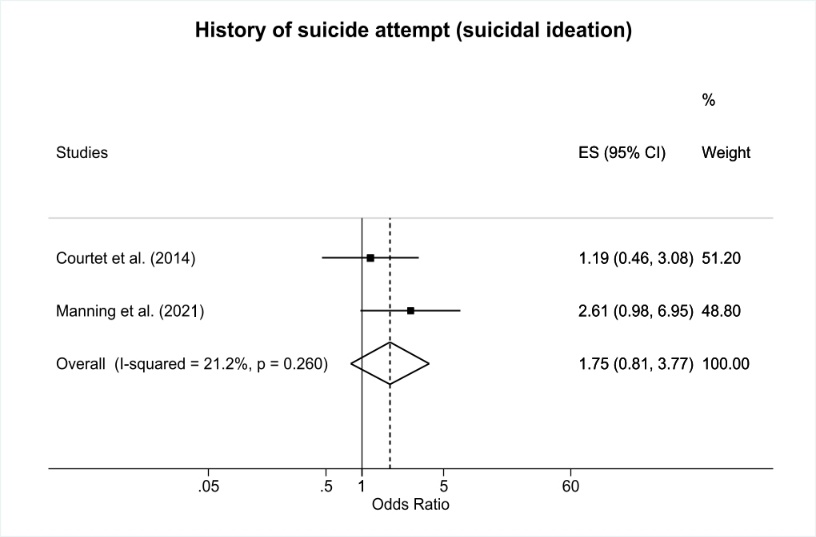 History of suicide attempt (suicidal ideation)
%
Studies ES (95% CI) Weight
Courtet et al. (2014) 1.19 (0.46, 3.08) 51.20
Manning et al. (2021) 2.61 (0.98, 6.95) 48.80
Overall (I-squared = 21.2%, p = 0.260) 1.75 (0.81, 3.77) 100.00
.05 .5 1 5 60
Odds Ratio